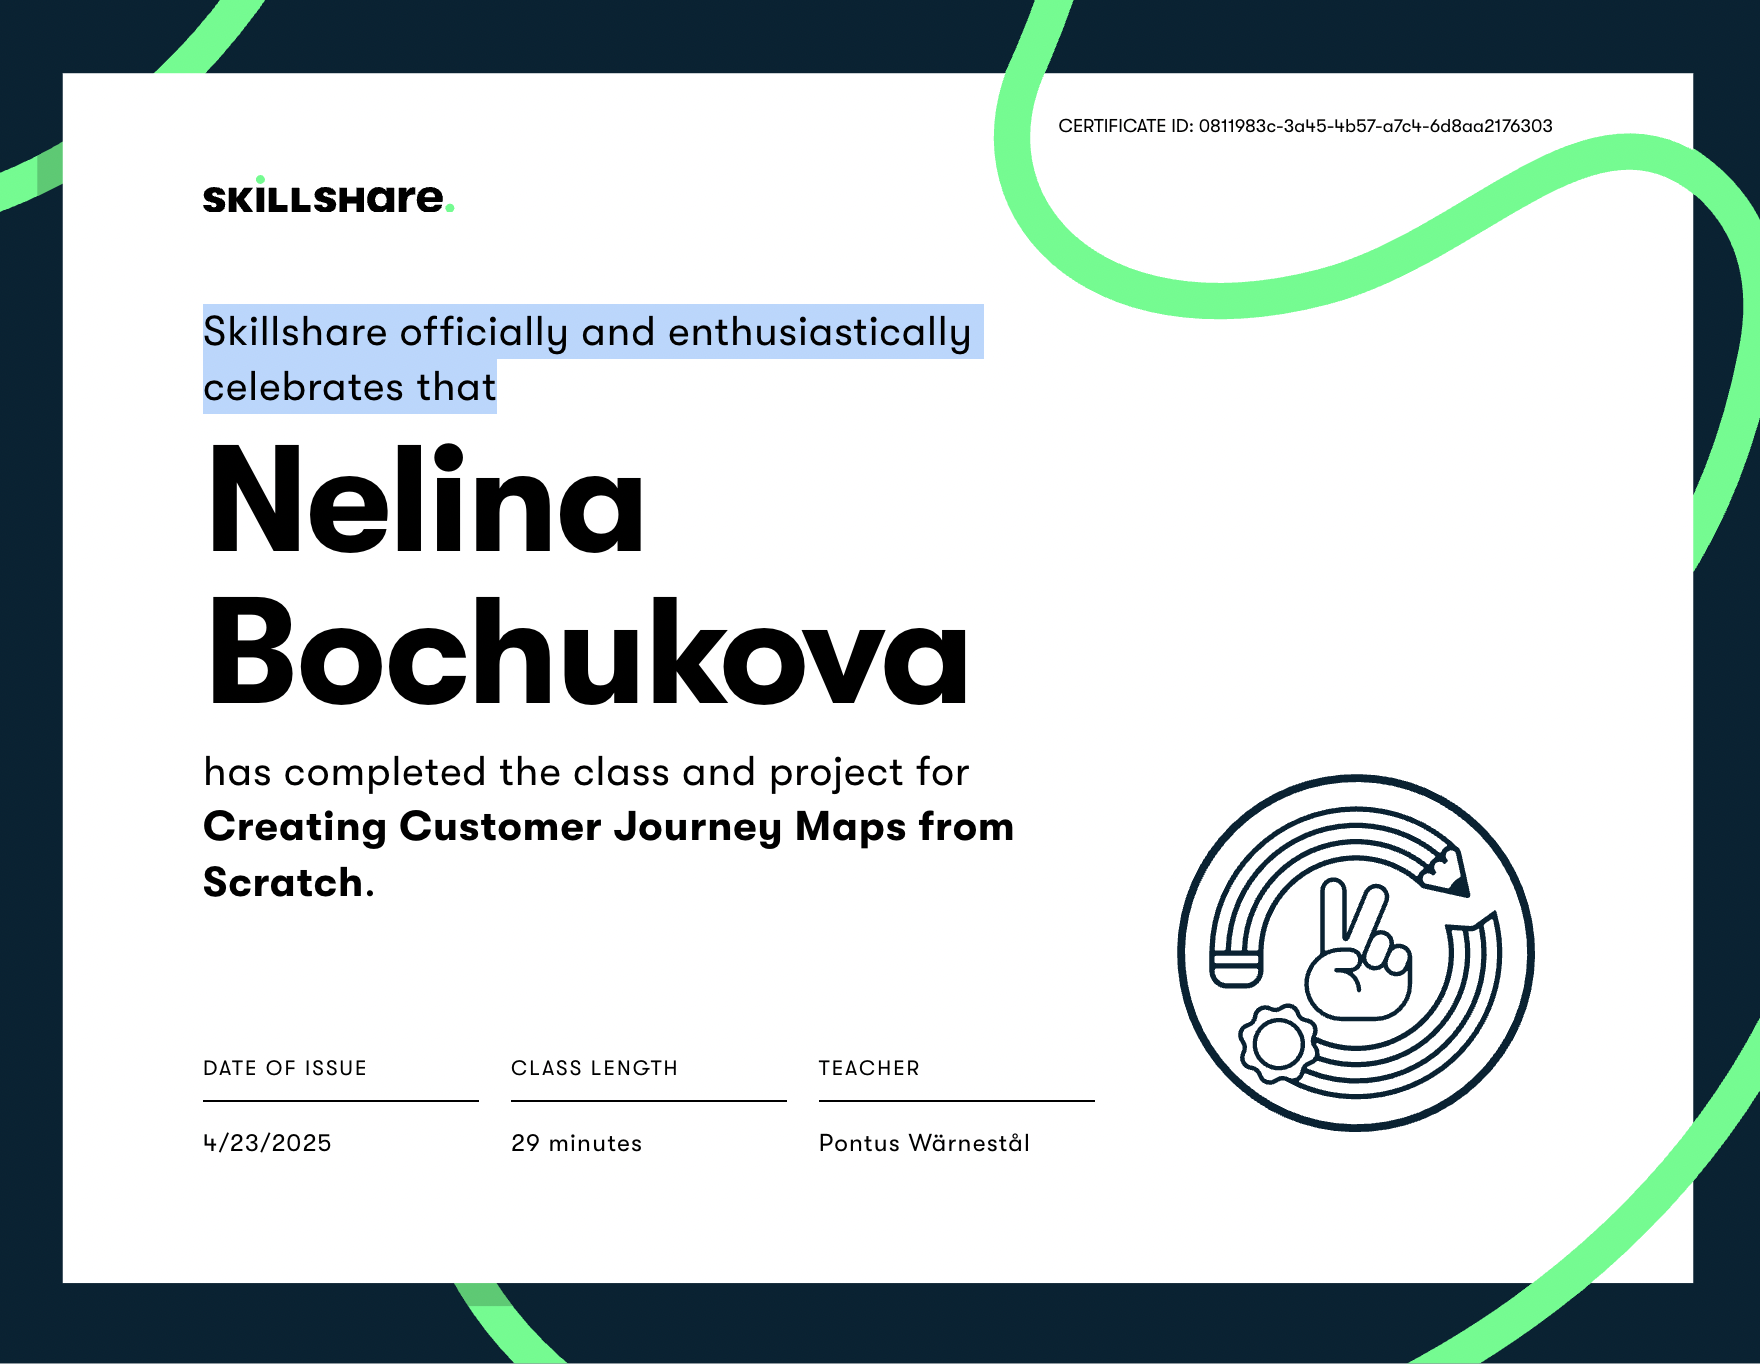 CERTIFICATE ID: 0811983c-3a45-4b57-a7c4-6d8aa2176303
SKiLLSHare.
Skillshare officially and enthusiastically
celebrates that
Nelina
Bochukova
has completed the class and project for
Creating Customer Journey Maps from
Scratch.
DATE OF ISSUE
CLASS LENGTH
TEACHER
4/23/2025
29 minutes
Pontus Wärnestål